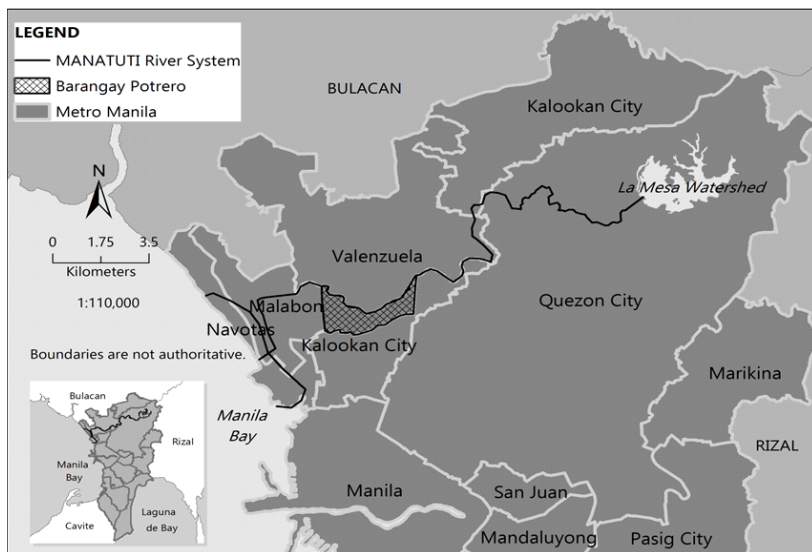 LEGEND
MANATUTI River System
Barangay Potrero
Metro Manila
BULACAN
Kalookan City
La Mesa Watershed
N
0 1.75 3.5
Kilometers
1:110,000
Valenzuela
Quezon City
Malabon
Navotas
Kalookan City
Boundaries are not authoritative.
Marikina
Manila
Bay
RIZAL
Manila
San Juan
Mandaluyong
Pasig City
Bulacan
Rizal
Manila
Bay
Cavite
Laguna
de Bay